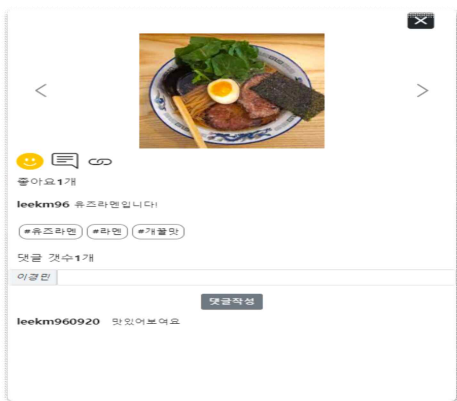 좋아요1개
leekm96 유즈라멘입니다!
#유즈라멘 #라멘 #개꿀맛
댓글 갯수1개
이경민
댓글작성
leekm960920 맛있어보여요